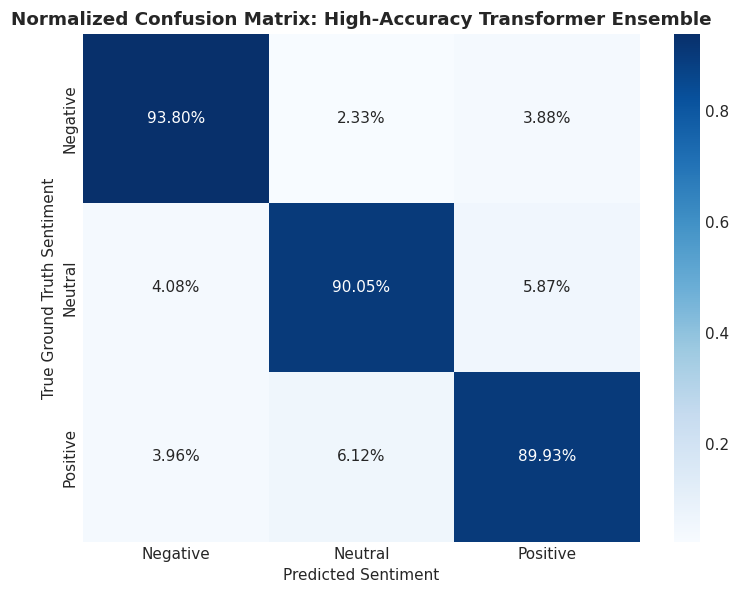 Normalized Confusion Matrix: High-Accuracy Transformer Ensemble
True Ground Truth Sentiment
Negative
93.80%
2.33%
3.88%
Neutral
4.08%
90.05%
5.87%
Positive
3.96%
6.12%
89.93%
Negative
Neutral
Positive
Predicted Sentiment
0.8
0.6
0.4
0.2